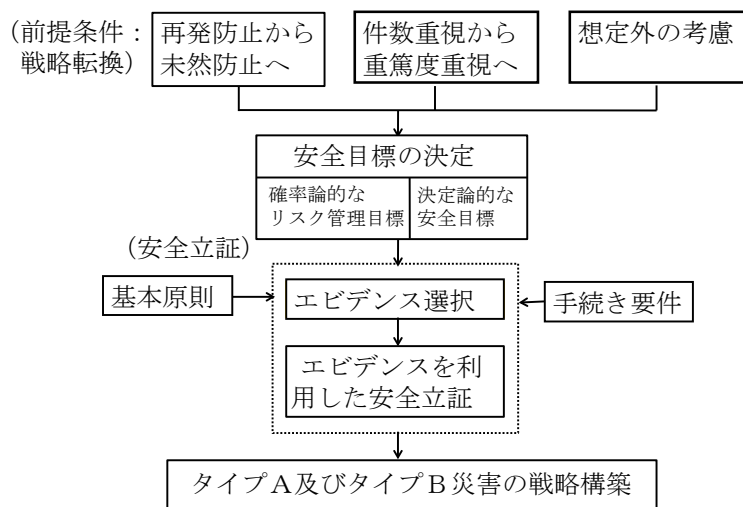 (前提条件:
戦略転換)
再発防止から
未然防止へ
件数重視から
重篤度重視へ
想定外の考慮
安全目標の決定
確率論的な
リスク管理目標
決定論的な
安全目標
(安全立証)
基本原則
エビデンス選択
手続き要件
エビデンスを利
用した安全立証
タイプA及びタイプB災害の戦略構築